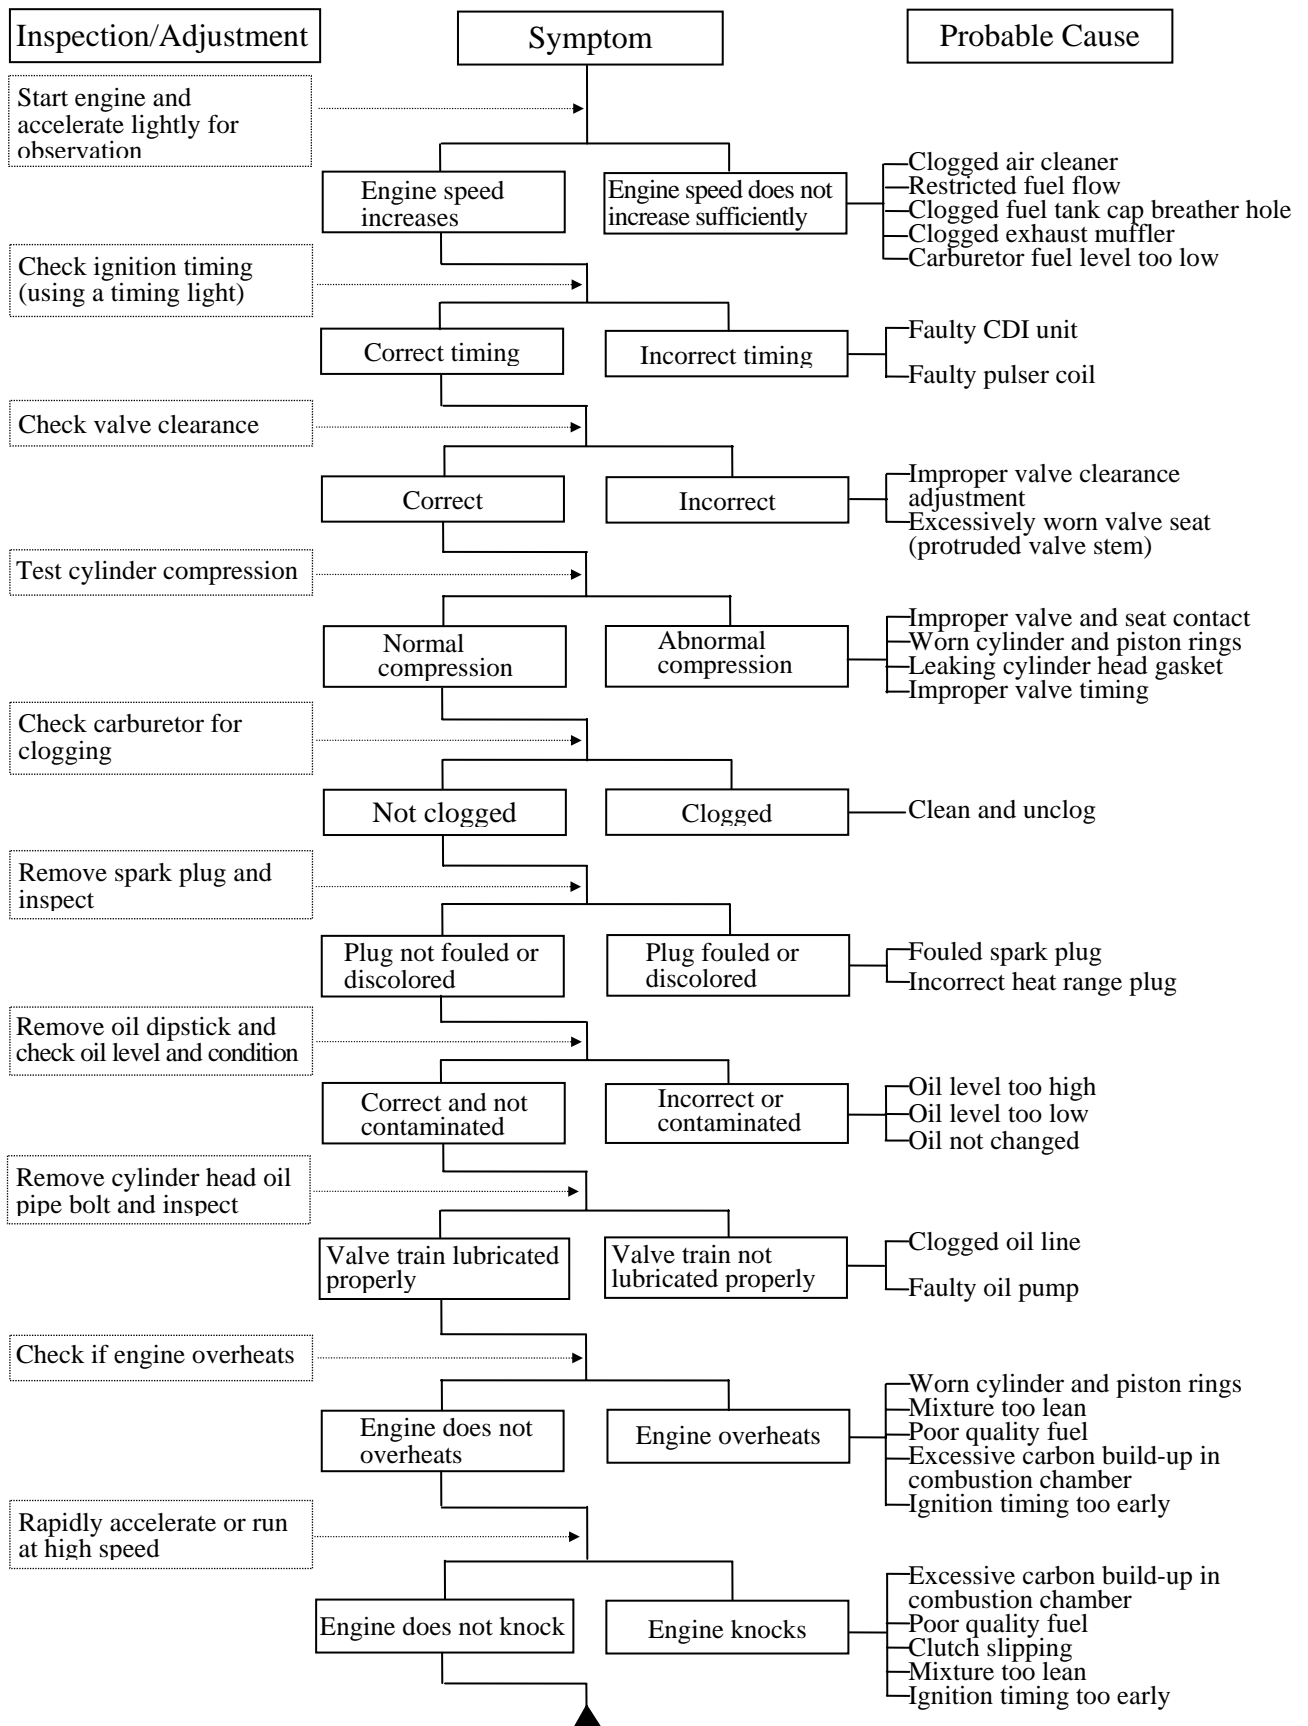 Inspection/Adjustment
Symptom
Probable Cause
Start engine and
accelerate lightly for
observation
Engine speed
increases
Engine speed does not
increase sufficiently
Clogged air cleaner
Restricted fuel flow
Clogged fuel tank cap breather hole
Clogged exhaust muffler
Carburetor fuel level too low
Check ignition timing
(using a timing light)
Correct timing
Incorrect timing
Faulty CDI unit
Faulty pulser coil
Check valve clearance
Correct
Incorrect
Improper valve clearance
adjustment
Excessively worn valve seat
(protruded valve stem)
Test cylinder compression
Normal
compression
Abnormal
compression
Improper valve and seat contact
Worn cylinder and piston rings
Leaking cylinder head gasket
Improper valve timing
Check carburetor for
clogging
Not clogged
Clogged
Clean and unclog
Remove spark plug and
inspect
Plug not fouled or
discolored
Plug fouled or
discolored
Fouled spark plug
Incorrect heat range plug
Remove oil dipstick and
check oil level and condition
Correct and not
contaminated
Incorrect or
contaminated
Oil level too high
Oil level too low
Oil not changed
Remove cylinder head oil
pipe bolt and inspect
Valve train lubricated
properly
Valve train not
lubricated properly
Clogged oil line
Faulty oil pump
Check if engine overheats
Engine does not
overheats
Engine overheats
Worn cylinder and piston rings
Mixture too lean
Poor quality fuel
Excessive carbon build-up in
combustion chamber
Ignition timing too early
Rapidly accelerate or run
at high speed
Engine does not knock
Engine knocks
Excessive carbon build-up in
combustion chamber
Poor quality fuel
Clutch slipping
Mixture too lean
Ignition timing too early